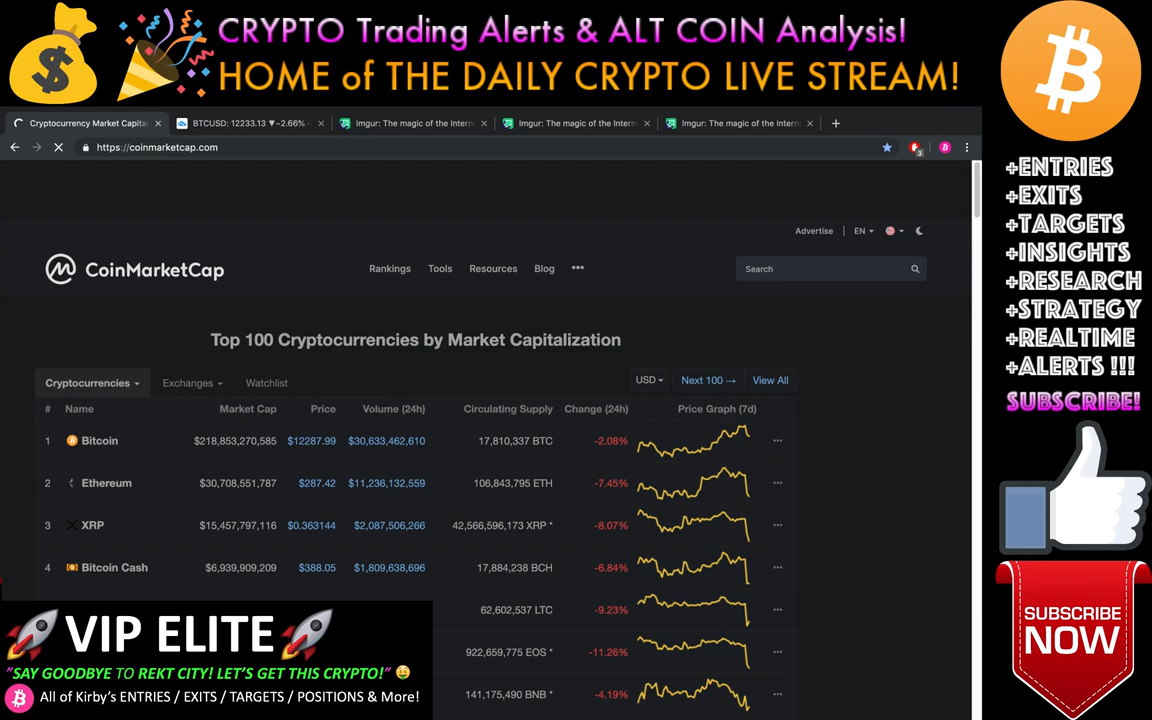 CRYPTO Trading Alerts & ALT COIN Analysis!
HOME of THE DAILY CRYPTO LIVE STREAM!
Cryptocurrency Market Capita
BTCUSD: 12233.13 ▼−2.66%
Imgur: The magic of the Intern
Imgur: The magic of the Intern
Imgur: The magic of the Intern
https://coinmarketcap.com
3
Advertise | EN
CoinMarketCap
Rankings Tools Resources Blog •••
Search
Top 100 Cryptocurrencies by Market Capitalization
Cryptocurrencies Exchanges Watchlist
USD Next 100 → View All
# Name Market Cap Price Volume (24h) Circulating Supply Change (24h) Price Graph (7d)
1 Bitcoin $218,853,270,585 $12287.99 $30,633,462,610 17,810,337 BTC -2.08%
2 Ethereum $30,708,551,787 $287.42 $11,236,132,559 106,843,795 ETH -7.45%
3 XRP $15,457,797,116 $0.363144 $2,087,506,266 42,566,596,173 XRP * -8.07%
4 Bitcoin Cash $6,939,909,209 $388.05 $1,809,638,696 17,884,238 BCH -6.84%
62,602,537 LTC -9.23%
922,659,775 EOS * -11.26%
141,175,490 BNB * -4.19%
VIP ELITE
"SAY GOODBYE TO REKT CITY! LET'S GET THIS CRYPTO!"
All of Kirby's ENTRIES / EXITS / TARGETS / POSITIONS & More!
+ENTRIES
+EXITS
+TARGETS
+INSIGHTS
+RESEARCH
+STRATEGY
+REALTIME
+ALERTS !!!
SUBSCRIBE!
SUBSCRIBE
NOW